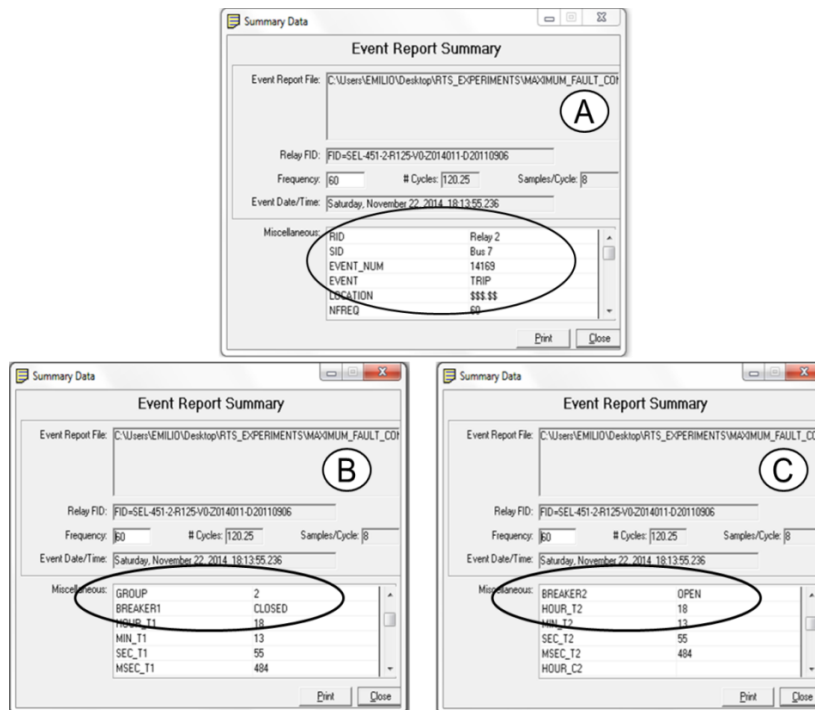 Summary Data
Event Report Summary
Event Report File: C:\Users\EMILIO\Desktop\RTS_EXPERIMENTS\MAXIMUM_FAULT_CON
A
Relay FID: FID=SEL-451-2-R125-V0-Z014011-D20110906
Frequency: 60 # Cycles: 120.25 Samples/Cycle: 8
Event Date/Time: Saturday, November 22, 2014 18:13:55.236
Miscellaneous:
RID Relay 2
SID Bus 7
EVENT_NUM 14169
EVENT TRIP
LOCATION $$$.$$
NFREQ 60
Print Close
Summary Data
Event Report Summary
Event Report File: C:\Users\EMILIO\Desktop\RTS_EXPERIMENTS\MAXIMUM_FAULT_CON
B
Relay FID: FID=SEL-451-2-R125-V0-Z014011-D20110906
Frequency: 60 # Cycles: 120.25 Samples/Cycle: 8
Event Date/Time: Saturday, November 22, 2014 18:13:55.236
Miscellaneous:
GROUP 2
BREAKER1 CLOSED
HOUR_T1 18
MIN_T1 13
SEC_T1 55
MSEC_T1 484
Print Close
Summary Data
Event Report Summary
Event Report File: C:\Users\EMILIO\Desktop\RTS_EXPERIMENTS\MAXIMUM_FAULT_CO
C
Relay FID: FID=SEL-451-2-R125-V0-Z014011-D20110906
Frequency: 60 # Cycles: 120.25 Samples/Cycle: 8
Event Date/Time: Saturday, November 22, 2014 18:13:55.236
Miscellaneous:
BREAKER2 OPEN
HOUR_T2 18
MIN_T2 13
SEC_T2 55
MSEC_T2 484
HOUR_C2
Print Close